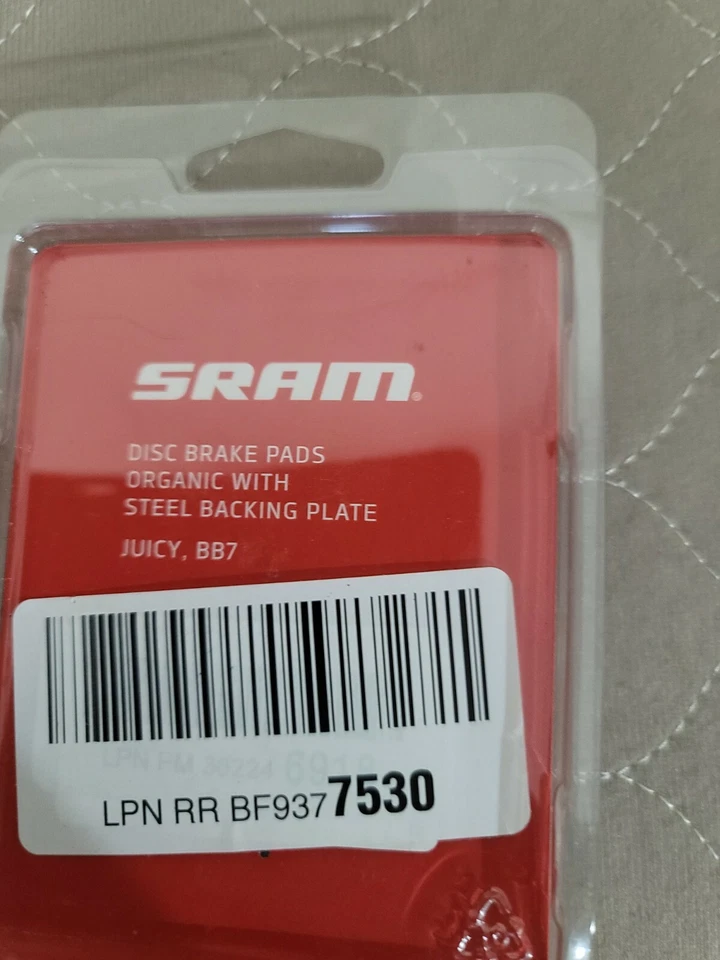 SRAM®
DISC BRAKE PADS
ORGANIC WITH
STEEL BACKING PLATE
JUICY, BB7
LPN RR BF9377530